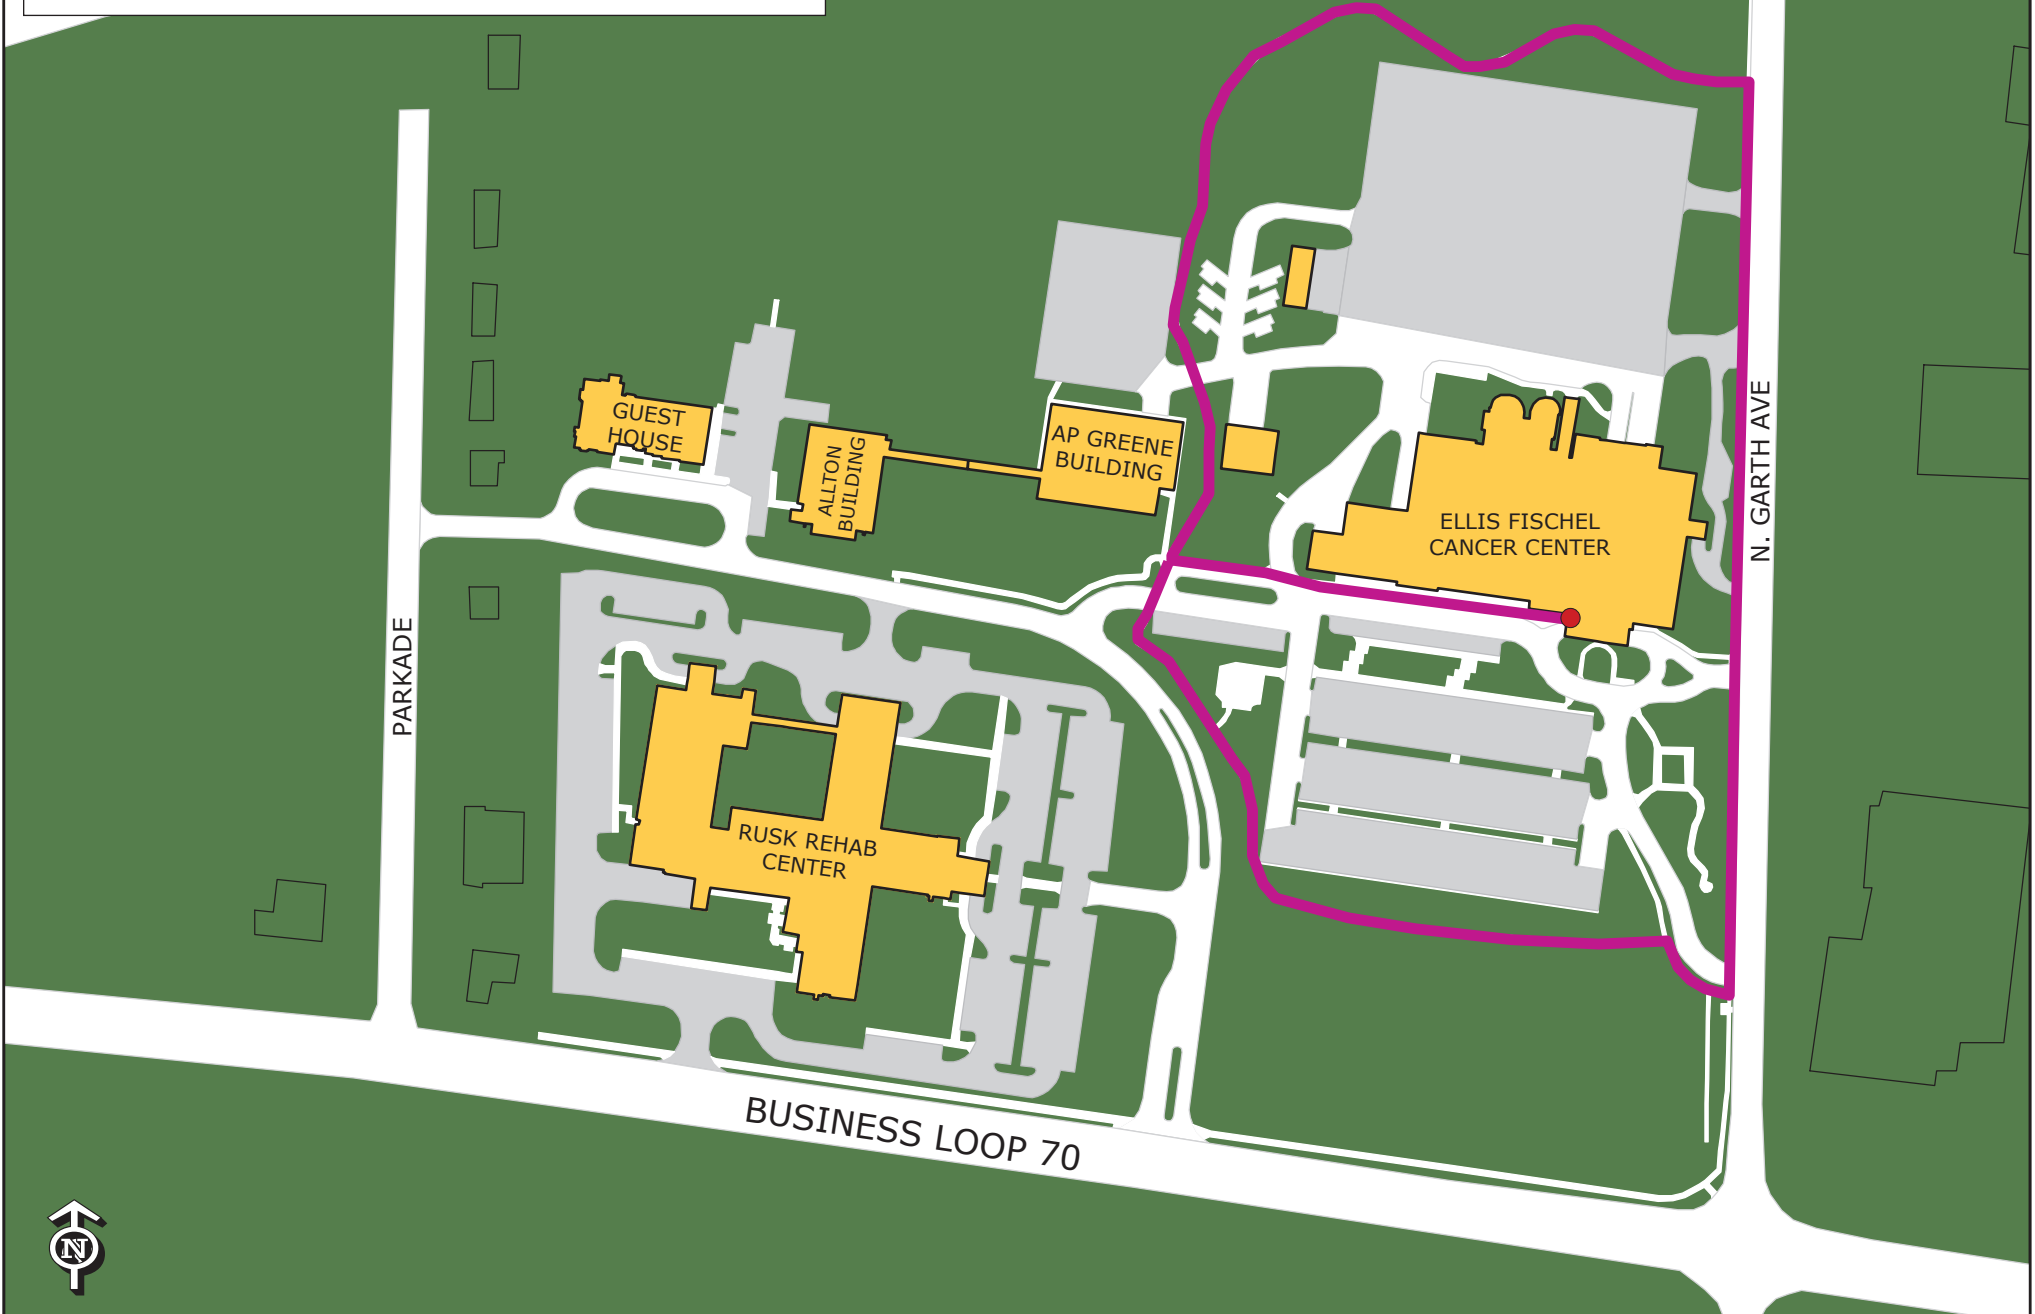 GUEST
HOUSE
ALLTON
BUILDING
AP GREENE
BUILDING
ELLIS FISCHEL
CANCER CENTER
N. GARTH AVE
PARKADE
RUSK REHAB
CENTER
BUSINESS LOOP 70
N